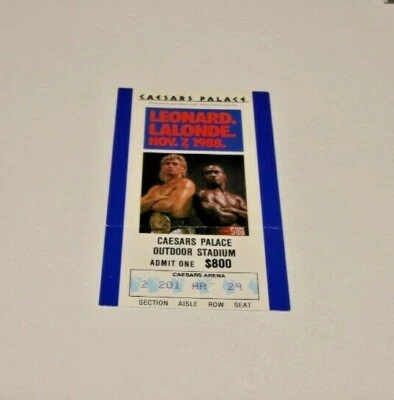 CAESARS PALACE
LEONARD.
LALONDE.
NOV. 7, 1988.
CAESARS PALACE
OUTDOOR STADIUM
ADMIT ONE $800
CAESARS ARENA
2 201 AA 29
SECTION AISLE ROW SEAT